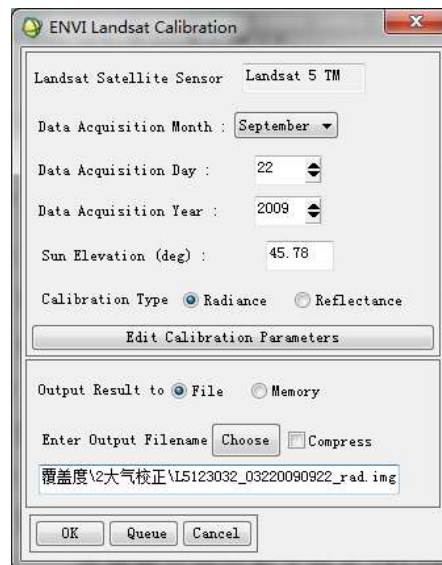 ENVI Landsat Calibration
Landsat Satellite Sensor Landsat 5 TM
Data Acquisition Month : September
Data Acquisition Day : 22
Data Acquisition Year : 2009
Sun Elevation (deg) : 45.78
Calibration Type Radiance Reflectance
Edit Calibration Parameters
Output Result to File Memory
Enter Output Filename Choose Compress
覆盖度\2大气校正\L5123032_03220090922_rad.img
OK Queue Cancel